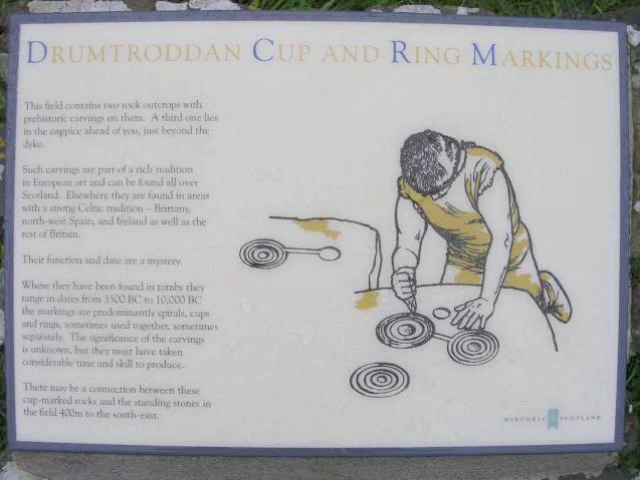 DRUMTRODDAN CUP AND RING MARKINGS
This field contains two rock outcrops with
prehistoric carvings on them. A third one lies
in the coppice ahead of you, just beyond the
dyke.
Such carvings are part of a rich tradition
in European art and can be found all over
Scotland. Elsewhere they are found in areas
with a strong Celtic tradition – Brittany,
north-west Spain, and Ireland as well as the
rest of Britain.
Their function and date are a mystery.
Where they have been found in tombs they
range in dates from 3500 BC to 10,000 BC
the markings are predominantly spirals, cups
and rings, sometimes used together, sometimes
separately. The significance of the carvings
is unknown, but they must have taken
considerable time and skill to produce.
There may be a connection between these
cup-marked rocks and the standing stones in
the field 400m to the south-east.
HISTORIC SCOTLAND